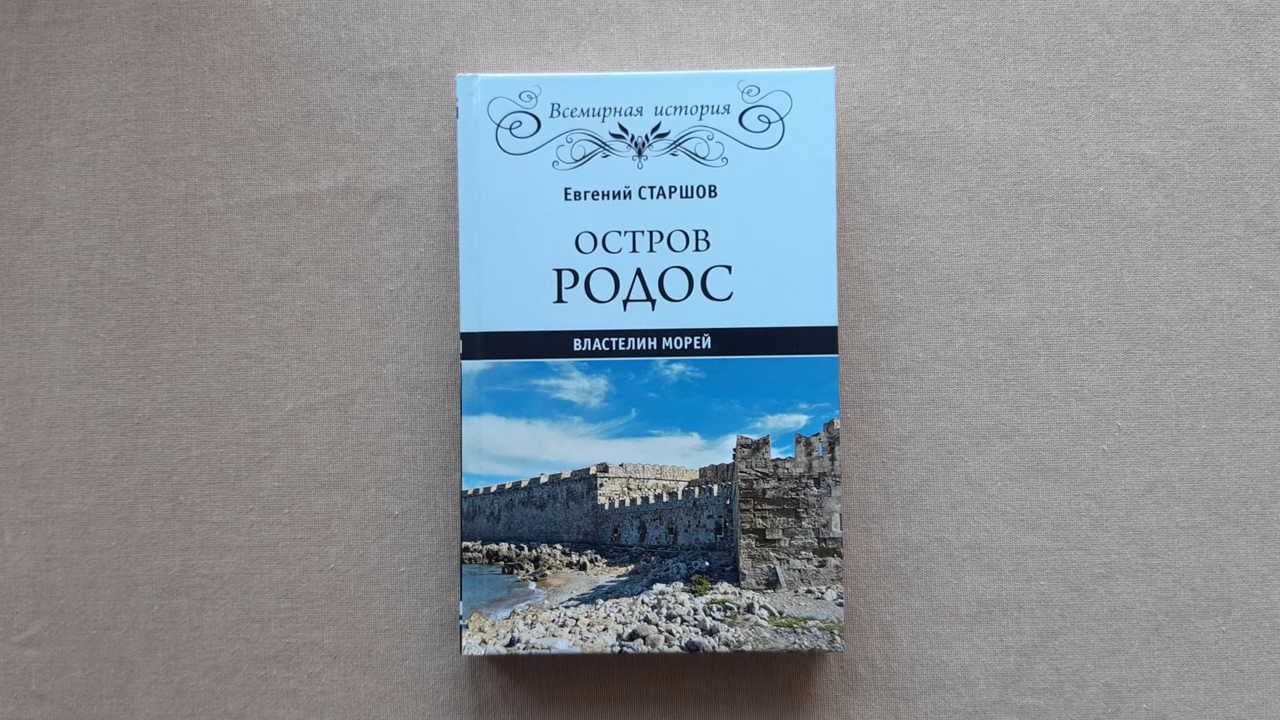 Всемирная история
Евгений СТАРШОВ
ОСТРОВ
РОДОС
ВЛАСТЕЛИН МОРЕЙ